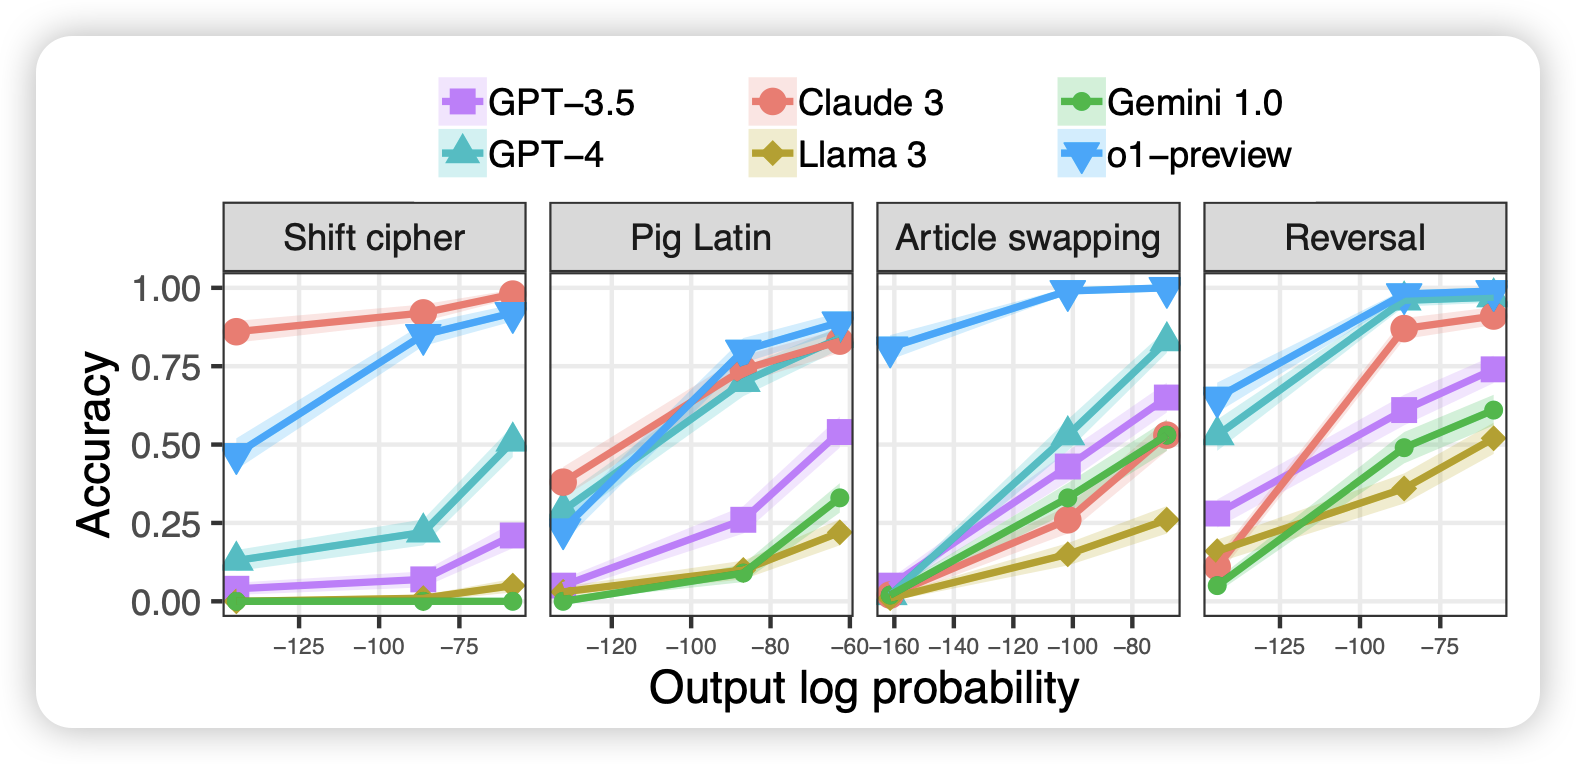 GPT−3.5 Claude 3 Gemini 1.0
GPT−4 Llama 3 o1−preview
Shift cipher Pig Latin Article swapping Reversal
1.00
0.75
0.50
0.25
0.00
Accuracy
−125 −100 −75 −120 −100 −80 −60 −160 −140 −120 −100 −80 −125 −100 −75
Output log probability